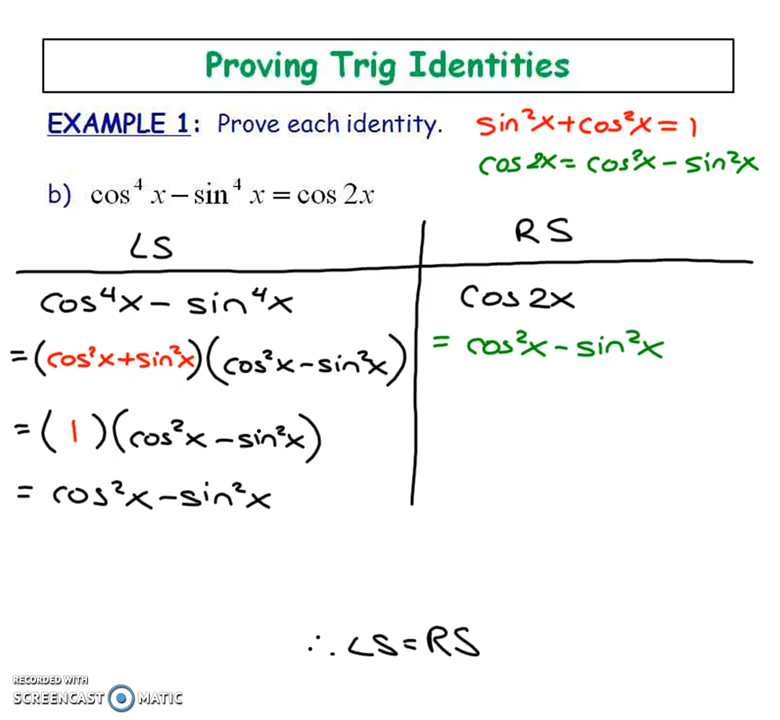 Proving Trig Identities
EXAMPLE 1: Prove each identity.
sin²x + cos²x = 1
cos 2x = cos²x − sin²x
b) cos⁴ x − sin⁴ x = cos 2x
LS
RS
cos⁴x − sin⁴x
= (cos²x + sin²x)(cos²x − sin²x)
= (1)(cos²x − sin²x)
= cos²x − sin²x
cos 2x
= cos²x − sin²x
∴ LS = RS
RECORDED WITH
SCREENCAST MATIC